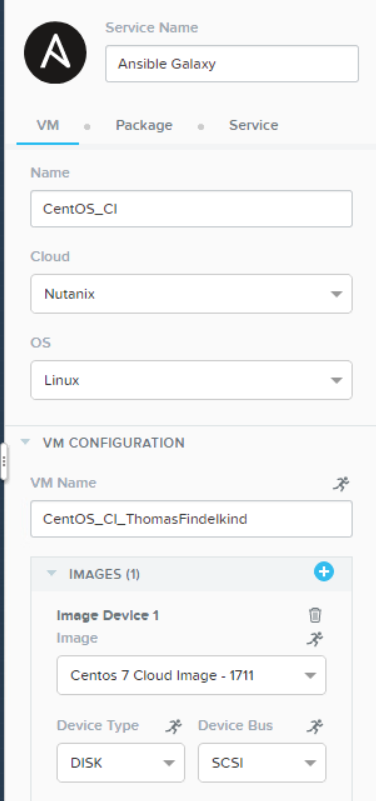 Service Name
Ansible Galaxy
VM Package Service
Name
CentOS_CI
Cloud
Nutanix
OS
Linux
VM CONFIGURATION
VM Name
CentOS_CI_ThomasFindelkind
IMAGES (1)
Image Device 1
Image
Centos 7 Cloud Image - 1711
Device Type Device Bus
DISK SCSI